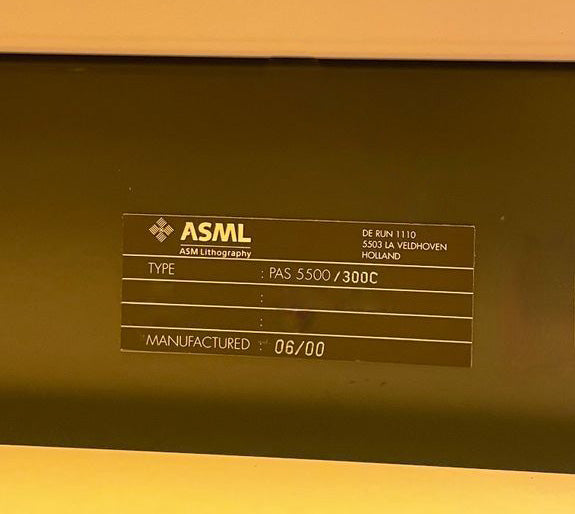 ASML
ASM Lithography
DE RUN 1110
5503 LA VELDHOVEN
HOLLAND
TYPE : PAS 5500 /300C
:
:
MANUFACTURED : 06/00